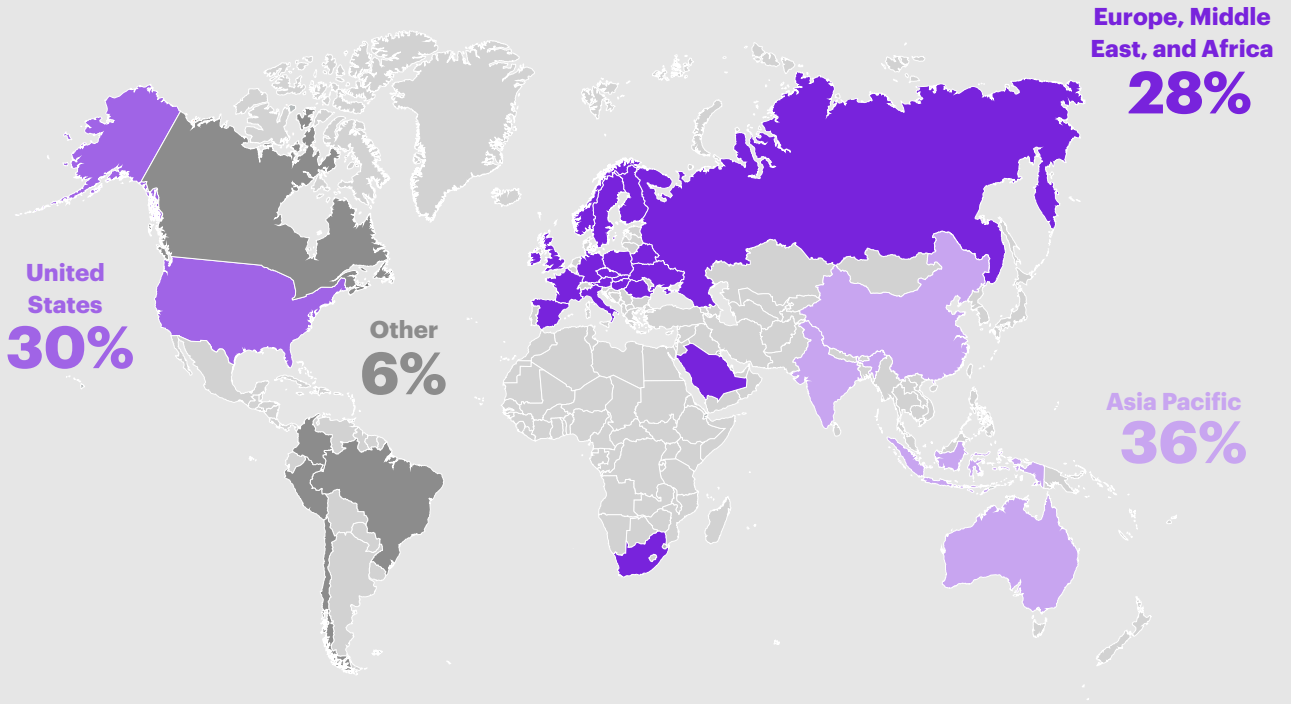 Europe, Middle
East, and Africa
28%
United
States
30%
Other
6%
Asia Pacific
36%